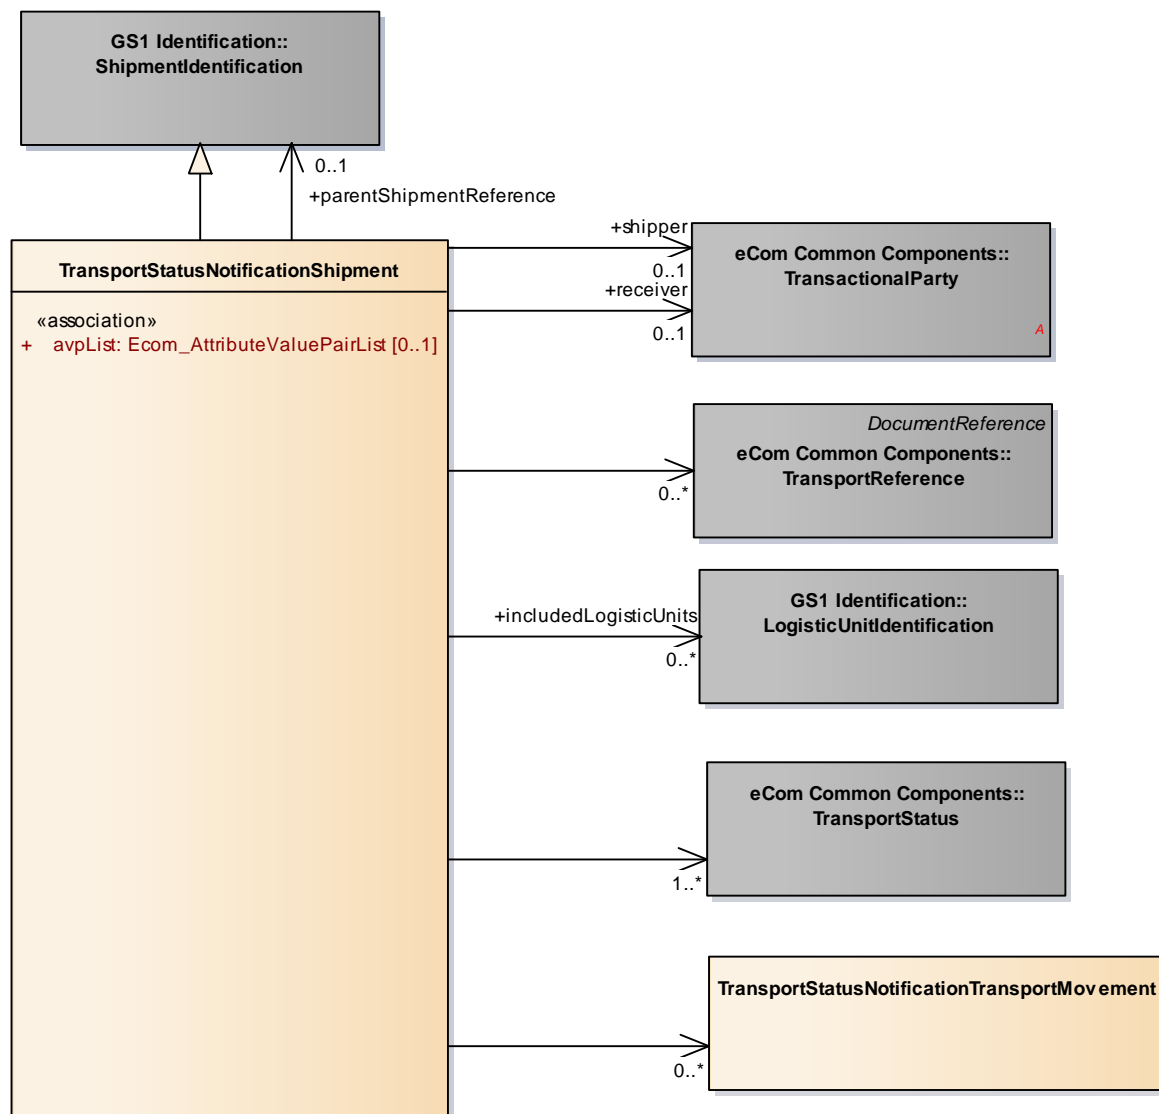 GS1 Identification::
ShipmentIdentification
0..1
+parentShipmentReference
TransportStatusNotificationShipment
«association»
+ avpList: Ecom_AttributeValuePairList [0..1]
+shipper
0..1
+receiver
0..1
eCom Common Components::
TransactionalParty
A
DocumentReference
eCom Common Components::
TransportReference
0..*
+includedLogisticUnits
0..*
GS1 Identification::
LogisticUnitIdentification
eCom Common Components::
TransportStatus
1..*
TransportStatusNotificationTransportMovement
0..*